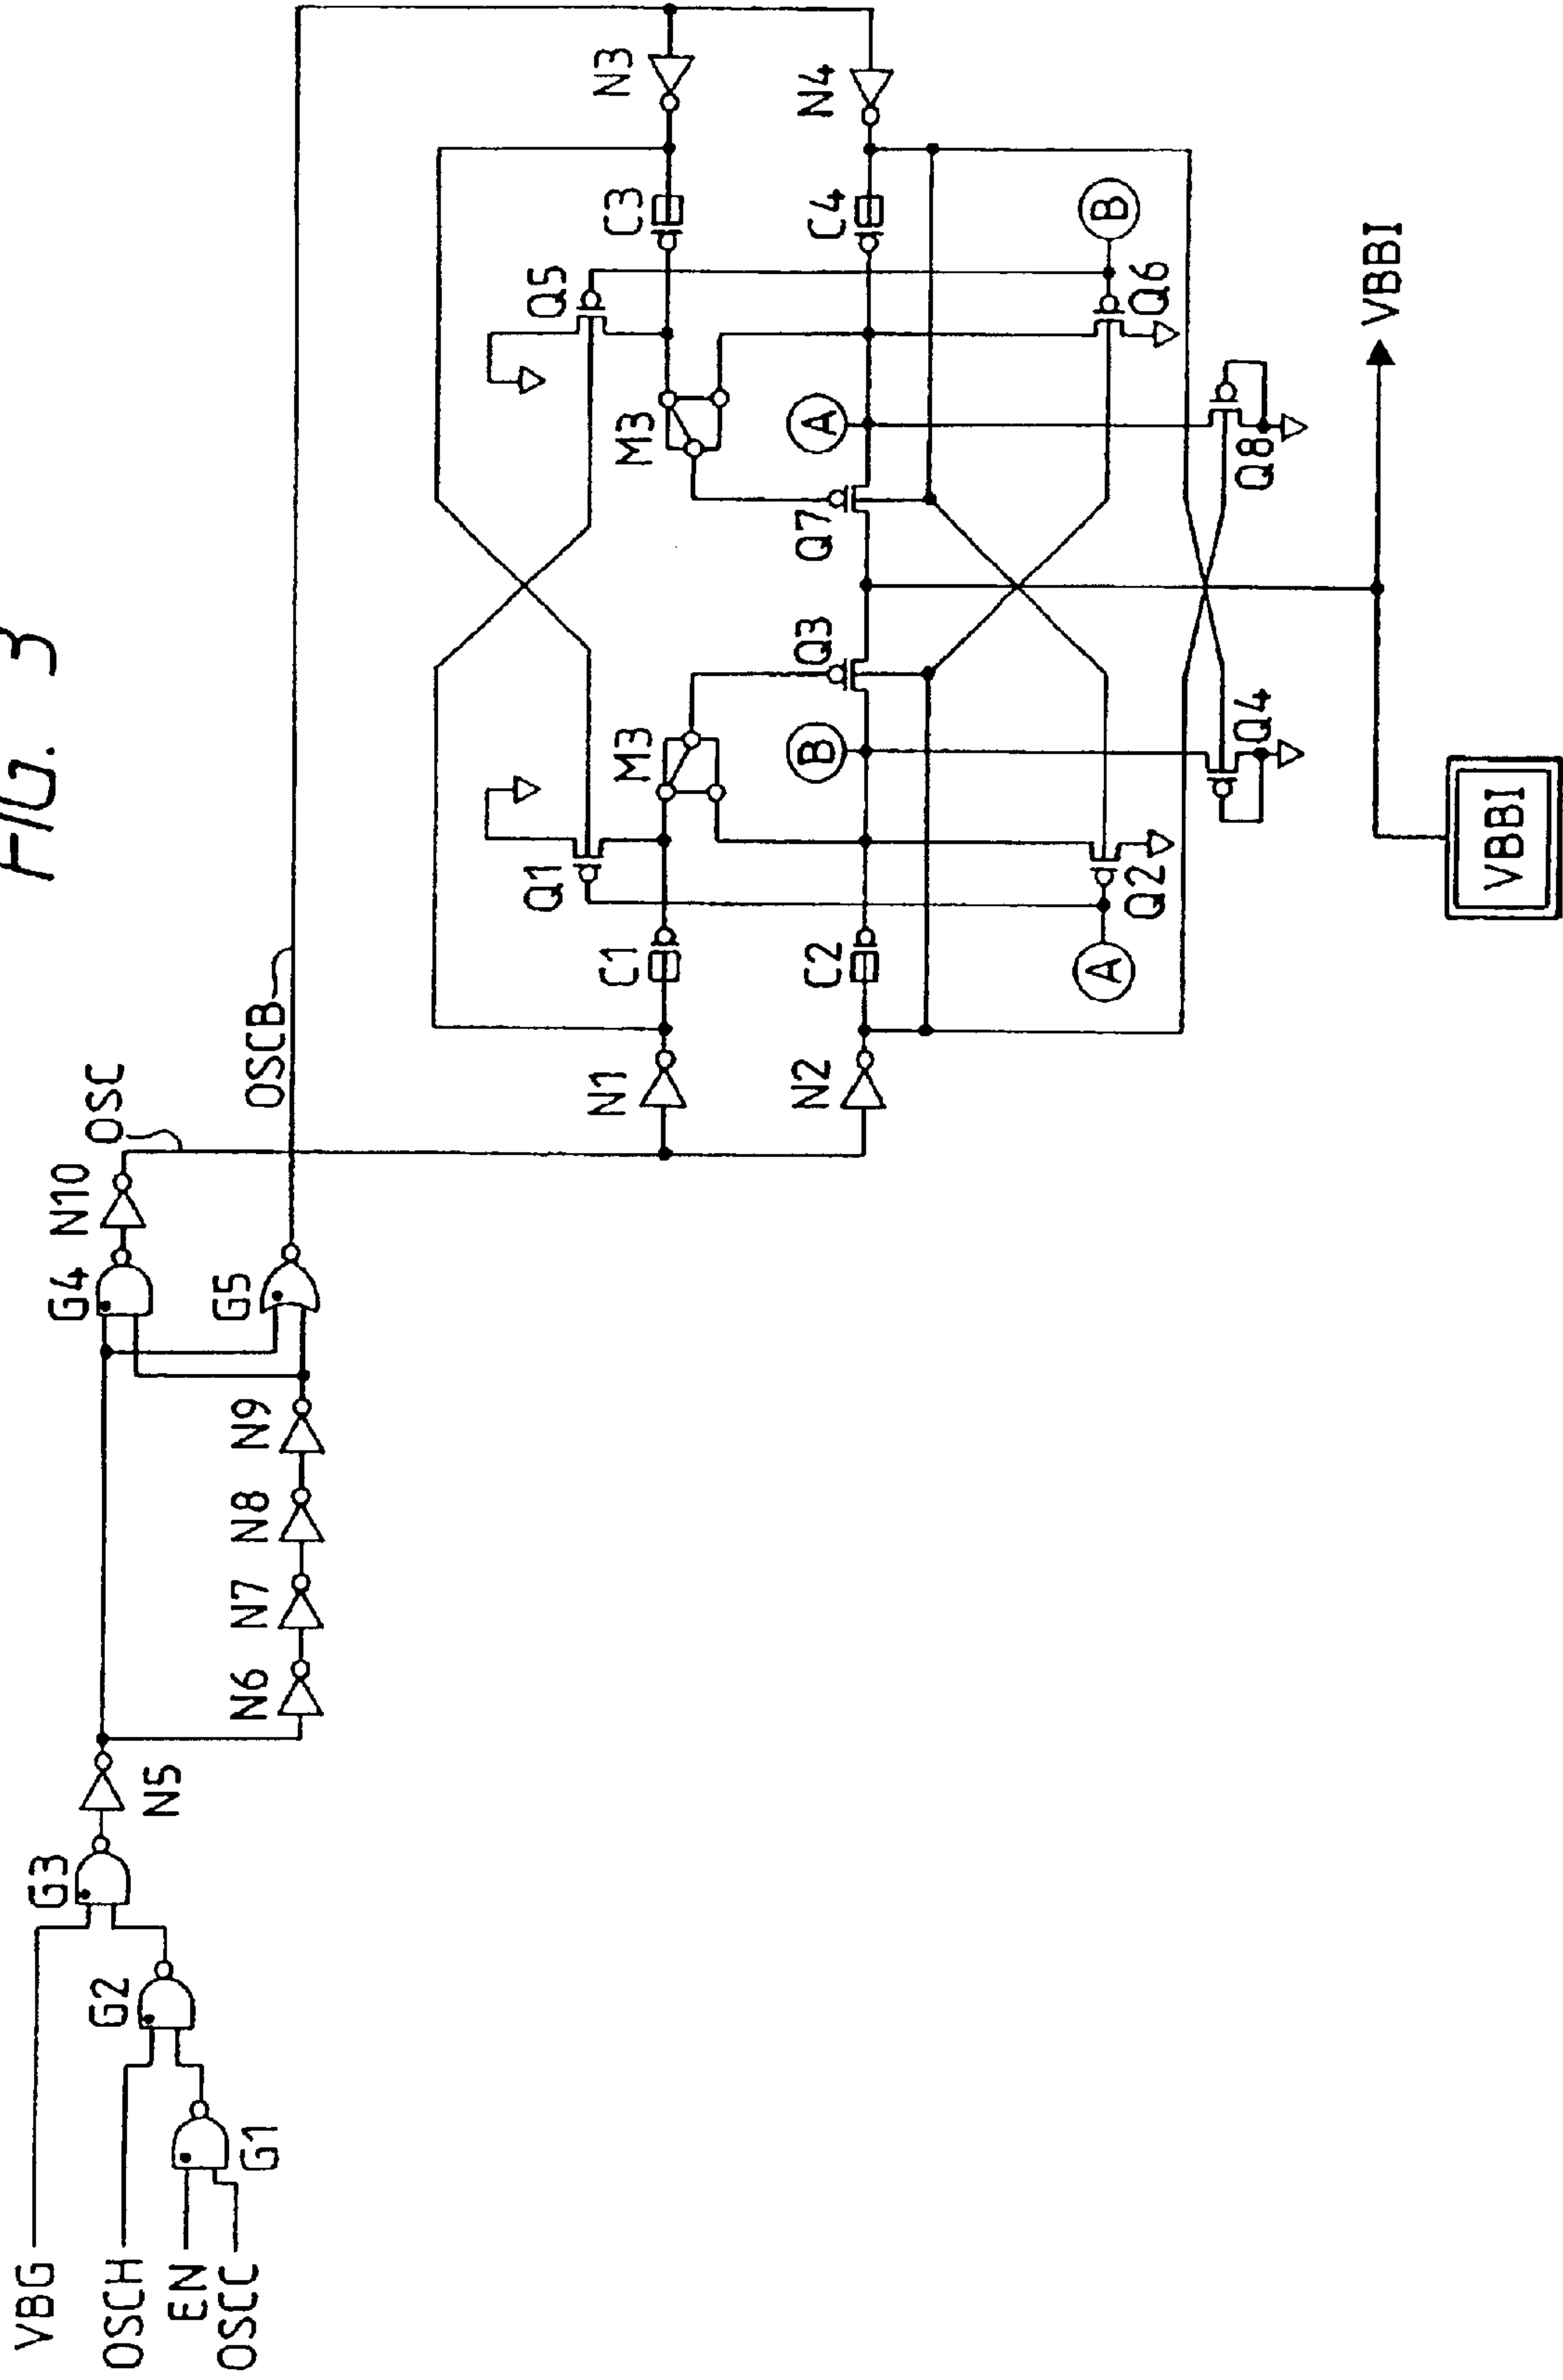 FIG. 3
VBG
OSCH
EN
OSCC
G1
G2
G3
N5
N6
N7
N8
N9
G4
G5
N10
OSC
OSCB
N1
N2
C1
C2
Q1
Q2
A
M3
B
Q3
Q4
Q7
M3
A
Q8
Q5
Q6
B
C3
C4
N3
N4
VBBI
VBBI